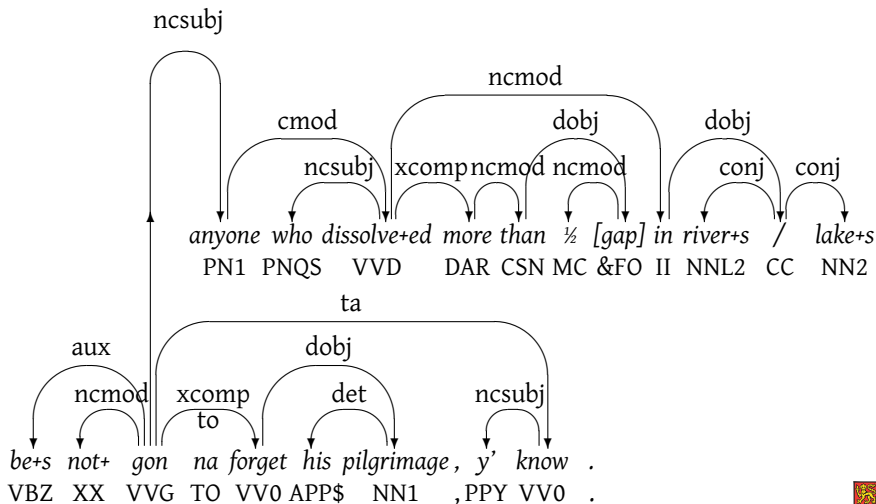 ncsubj
ncmod
cmod dobj dobj
ncsubj xcomp ncmod ncmod conj conj
anyone who dissolve+ed more than ½ [gap] in river+s / lake+s
PN1 PNQS VVD DAR CSN MC &FO II NNL2 CC NN2
ta
aux dobj
ncmod xcomp det ncsubj
to
be+s not+ gon na forget his pilgrimage , y’ know .
VBZ XX VVG TO VV0 APP$ NN1 , PPY VV0 .